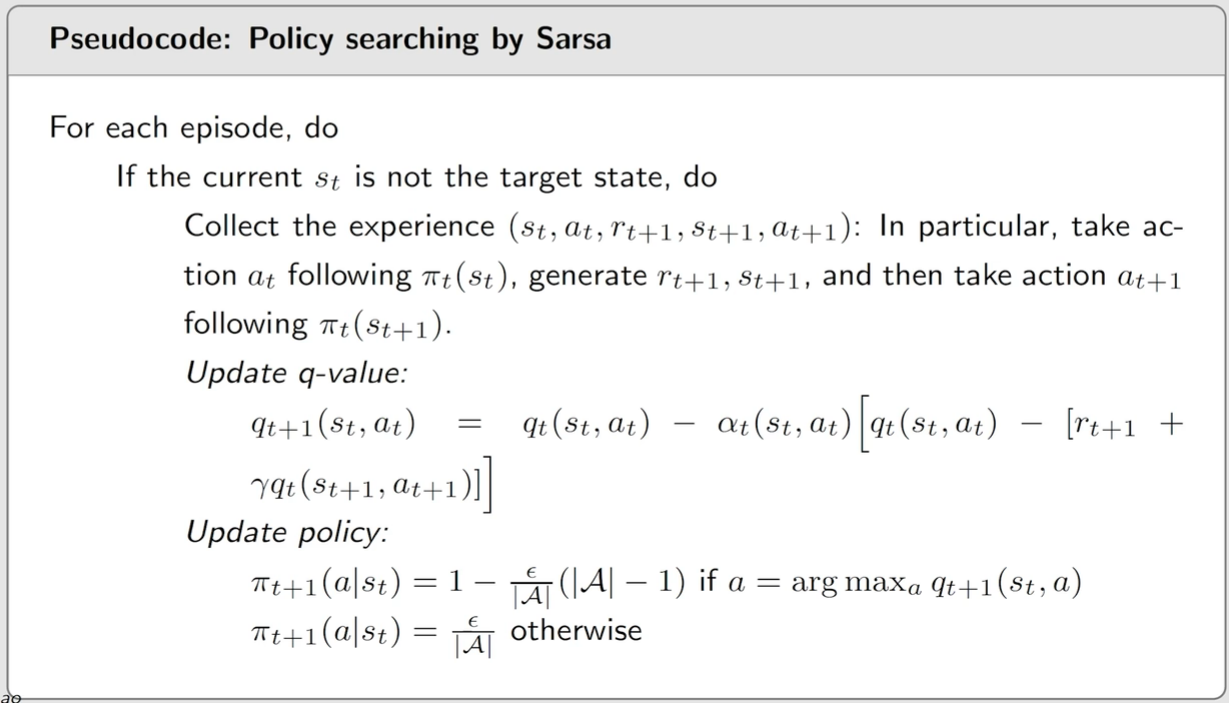 Pseudocode: Policy searching by Sarsa
For each episode, do
If the current $s_t$ is not the target state, do
Collect the experience $(s_t, a_t, r_{t+1}, s_{t+1}, a_{t+1})$: In particular, take ac-
tion $a_t$ following $\pi_t(s_t)$, generate $r_{t+1}, s_{t+1}$, and then take action $a_{t+1}$
following $\pi_t(s_{t+1})$.
Update q-value:
$q_{t+1}(s_t, a_t) = q_t(s_t, a_t) - \alpha_t(s_t, a_t)\Big[q_t(s_t, a_t) - [r_{t+1} +$
$\gamma q_t(s_{t+1}, a_{t+1})]\Big]$
Update policy:
$\pi_{t+1}(a|s_t) = 1 - \frac{\epsilon}{|\mathcal{A}|}(|\mathcal{A}| - 1)$ if $a = \arg\max_a q_{t+1}(s_t, a)$
$\pi_{t+1}(a|s_t) = \frac{\epsilon}{|\mathcal{A}|}$ otherwise
ao